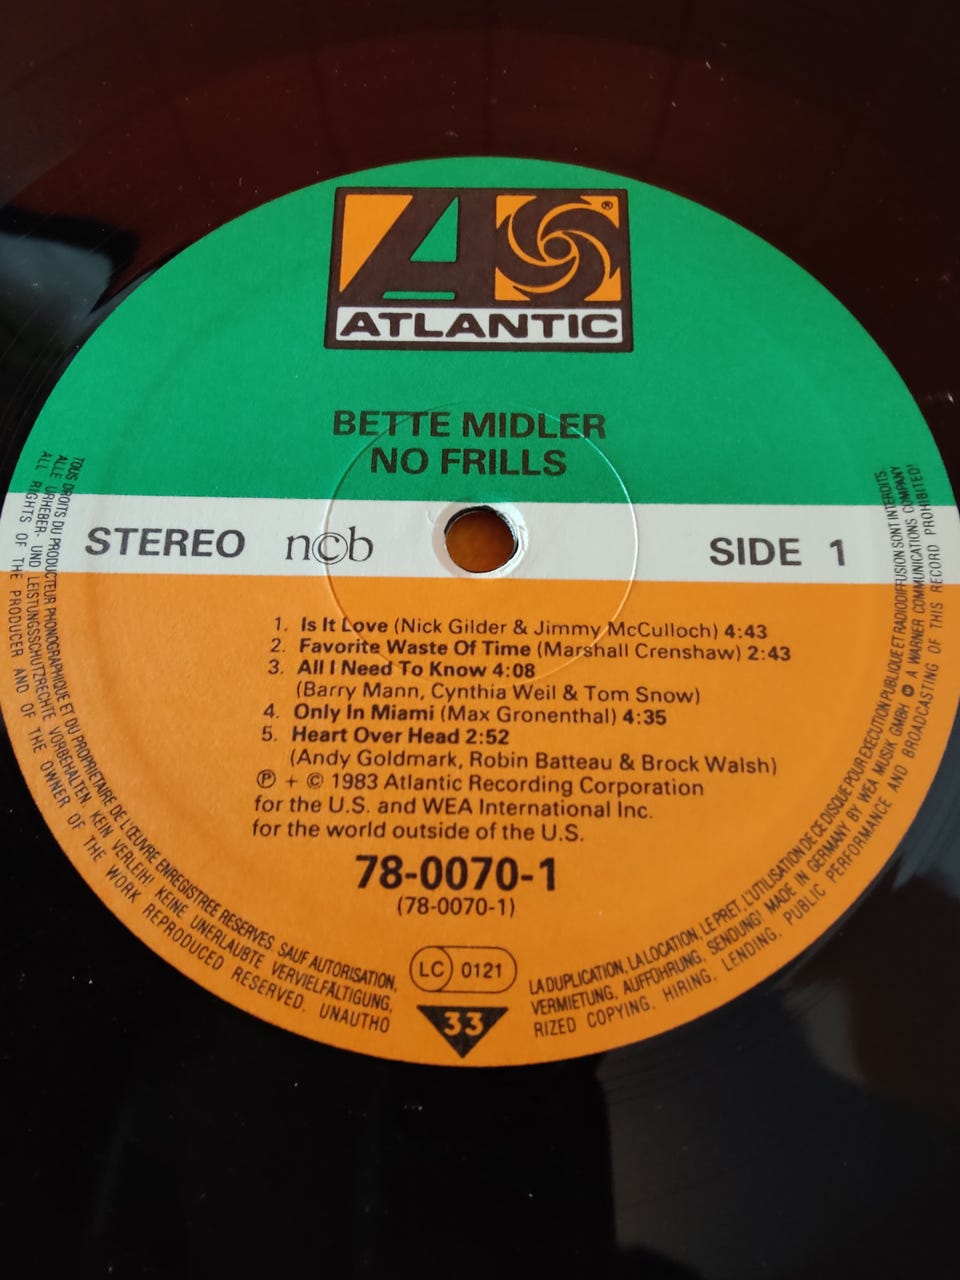 A
®
ATLANTIC
BETTE MIDLER
NO FRILLS
STEREO n©b SIDE 1
1. Is It Love (Nick Gilder & Jimmy McCulloch) 4:43
2. Favorite Waste Of Time (Marshall Crenshaw) 2:43
3. All I Need To Know 4:08
(Barry Mann, Cynthia Weil & Tom Snow)
4. Only In Miami (Max Gronenthal) 4:35
5. Heart Over Head 2:52
(Andy Goldmark, Robin Batteau & Brock Walsh)
℗ + © 1983 Atlantic Recording Corporation
for the U.S. and WEA International Inc.
for the world outside of the U.S.
78-0070-1
(78-0070-1)
LC 0121
33
TOUS DROITS DU PRODUCTEUR PHONOGRAPHIQUE ET DU PROPRIETAIRE DE L'ŒUVRE ENREGISTREE RESERVES SAUF AUTORISATION, LA DUPLICATION, LA LOCATION, LE PRET, L'UTILISATION DE CE DISQUE POUR EXECUTION PUBLIQUE ET RADIODIFFUSION SONT INTERDITS.
ALLE URHEBER- UND LEISTUNGSSCHUTZRECHTE VORBEHALTEN. KEIN VERLEIH! KEINE UNERLAUBTE VERVIELFÄLTIGUNG, VERMIETUNG, AUFFÜHRUNG, SENDUNG! MADE IN GERMANY BY WEA MUSIK GMBH A WARNER COMMUNICATIONS COMPANY
ALL RIGHTS OF THE PRODUCER AND OF THE OWNER OF THE WORK REPRODUCED RESERVED. UNAUTHORIZED COPYING, HIRING, LENDING, PUBLIC PERFORMANCE AND BROADCASTING OF THIS RECORD PROHIBITED!